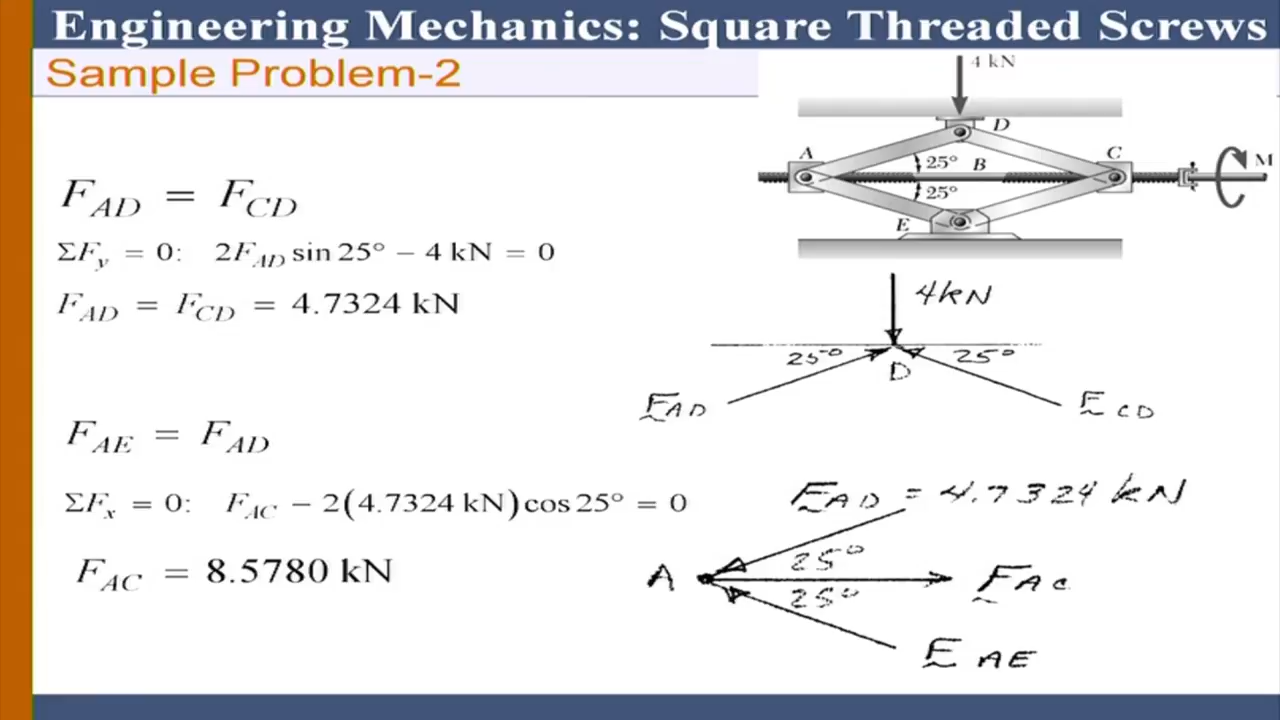 Engineering Mechanics: Square Threaded Screws
Sample Problem-2
4 kN
D
A
25° B
C
M
25°
E
F_AD = F_CD
ΣF_y = 0: 2F_AD sin 25° − 4 kN = 0
F_AD = F_CD = 4.7324 kN
4kN
25° 25°
D
F_AD
F_CD
F_AE = F_AD
ΣF_x = 0: F_AC − 2(4.7324 kN) cos 25° = 0
F_AC = 8.5780 kN
F_AD = 4.7324 kN
25°
A
F_AC
25°
F_AE